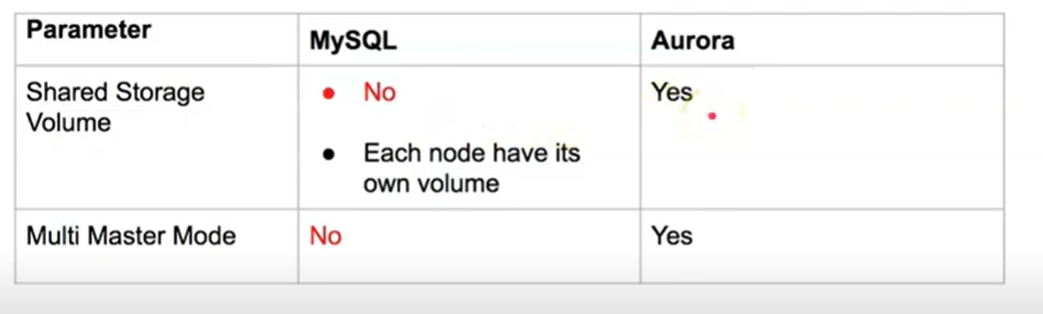 Parameter
MySQL
Aurora
Shared Storage
Volume
● No
● Each node have its
own volume
Yes
Multi Master Mode
No
Yes